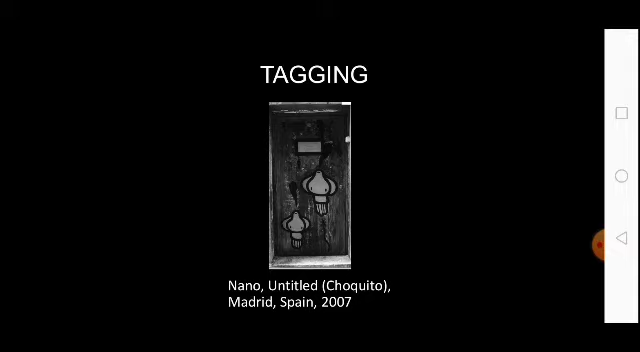 TAGGING
Nano, Untitled (Choquito),
Madrid, Spain, 2007